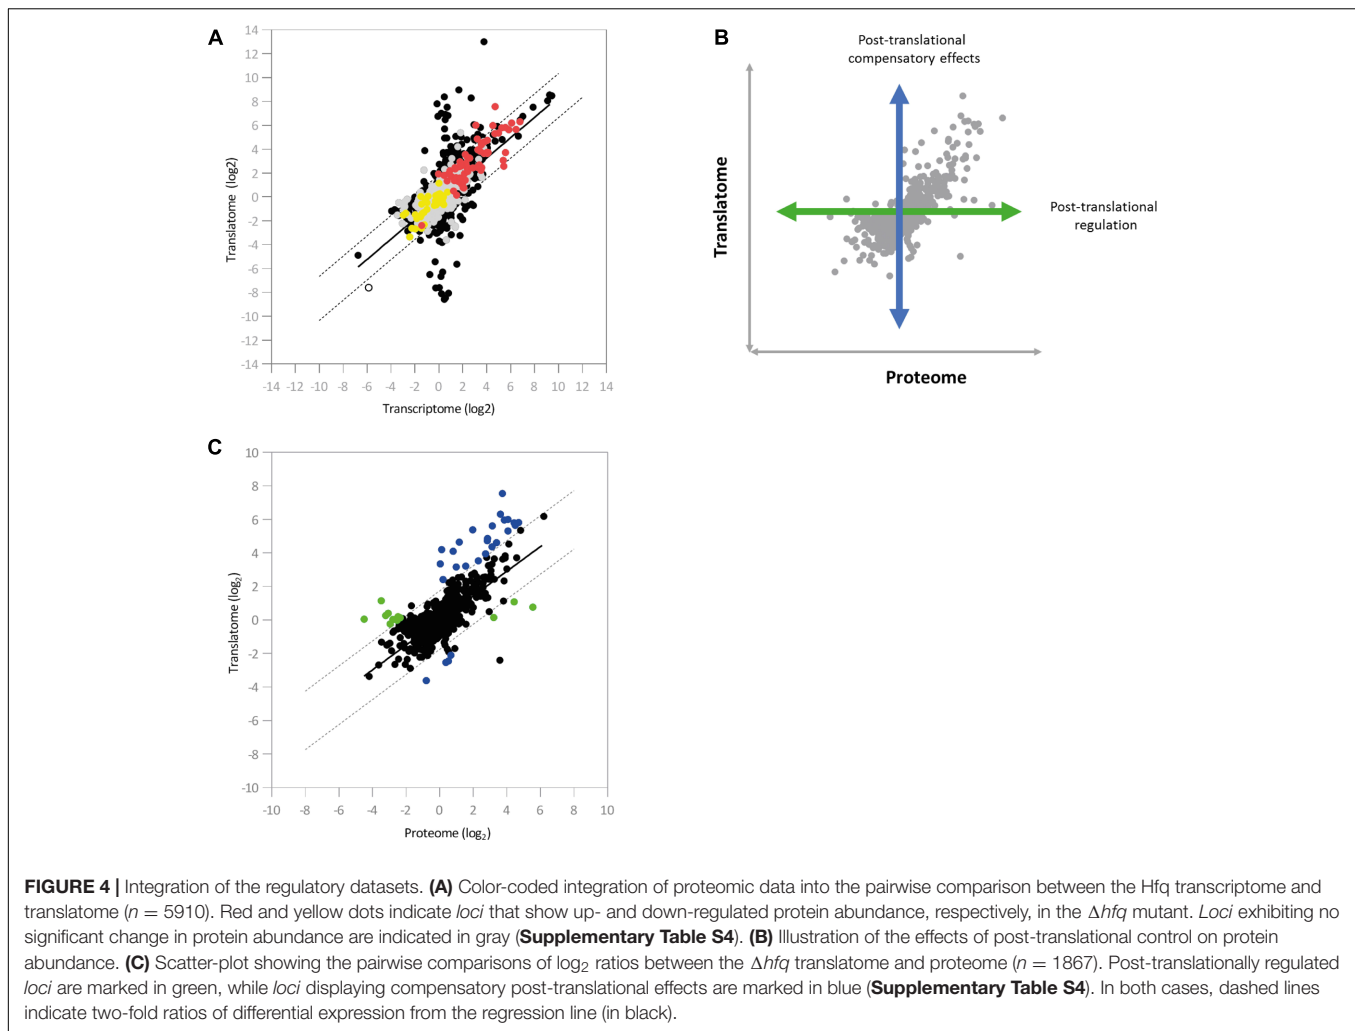 A
14
12
10
8
6
4
2
0
-2
-4
-6
-8
-10
-12
-14
Translatome (log2)
-14 -12 -10 -8 -6 -4 -2 0 2 4 6 8 10 12 14
Transcriptome (log2)
B
Post-translational
compensatory effects
Translatome
Post-translational
regulation
Proteome
C
10
8
6
4
2
0
-2
-4
-6
-8
-10
Translatome (log₂)
-10 -8 -6 -4 -2 0 2 4 6 8 10
Proteome (log₂)
FIGURE 4 | Integration of the regulatory datasets. (A) Color-coded integration of proteomic data into the pairwise comparison between the Hfq transcriptome and
translatome (n = 5910). Red and yellow dots indicate loci that show up- and down-regulated protein abundance, respectively, in the Δhfq mutant. Loci exhibiting no
significant change in protein abundance are indicated in gray (Supplementary Table S4). (B) Illustration of the effects of post-translational control on protein
abundance. (C) Scatter-plot showing the pairwise comparisons of log₂ ratios between the Δhfq translatome and proteome (n = 1867). Post-translationally regulated
loci are marked in green, while loci displaying compensatory post-translational effects are marked in blue (Supplementary Table S4). In both cases, dashed lines
indicate two-fold ratios of differential expression from the regression line (in black).